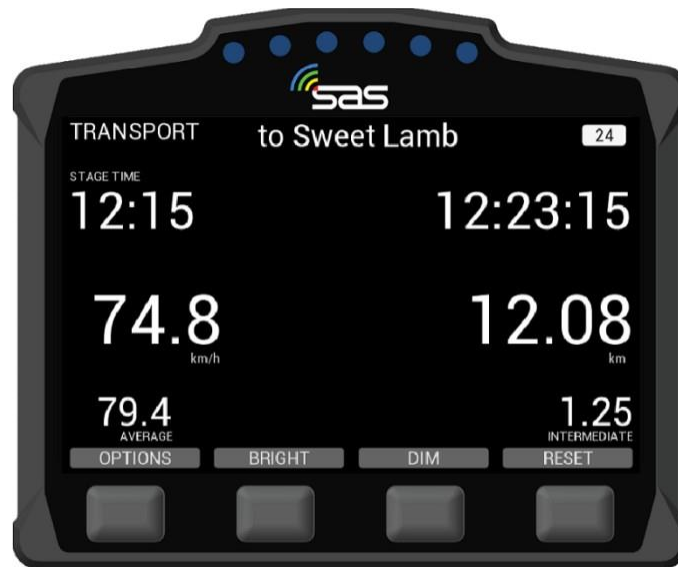 sas
TRANSPORT to Sweet Lamb 24
STAGE TIME
12:15 12:23:15
74.8 12.08
km/h km
79.4 1.25
AVERAGE INTERMEDIATE
OPTIONS BRIGHT DIM RESET